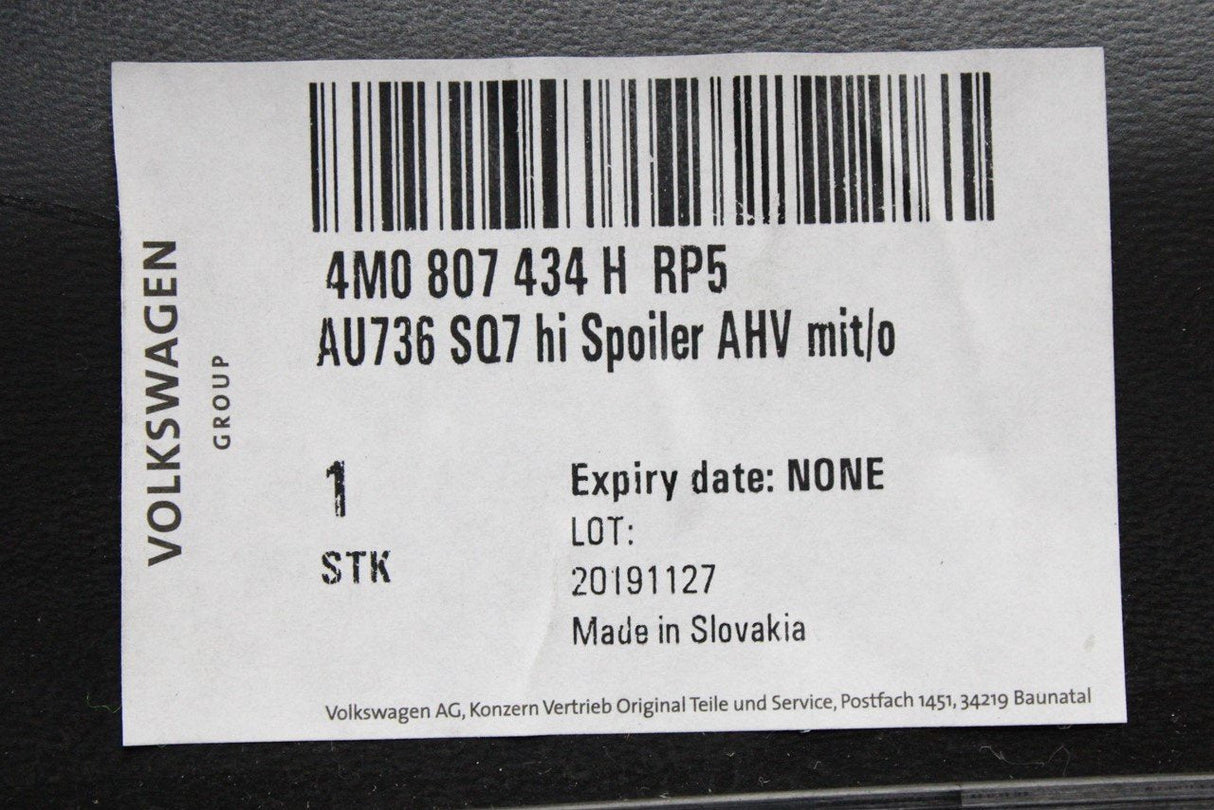 VOLKSWAGEN
GROUP
4M0 807 434 H RP5
AU736 SQ7 hi Spoiler AHV mit/o
1
STK
Expiry date: NONE
LOT:
20191127
Made in Slovakia
Volkswagen AG, Konzern Vertrieb Original Teile und Service, Postfach 1451, 34219 Baunatal